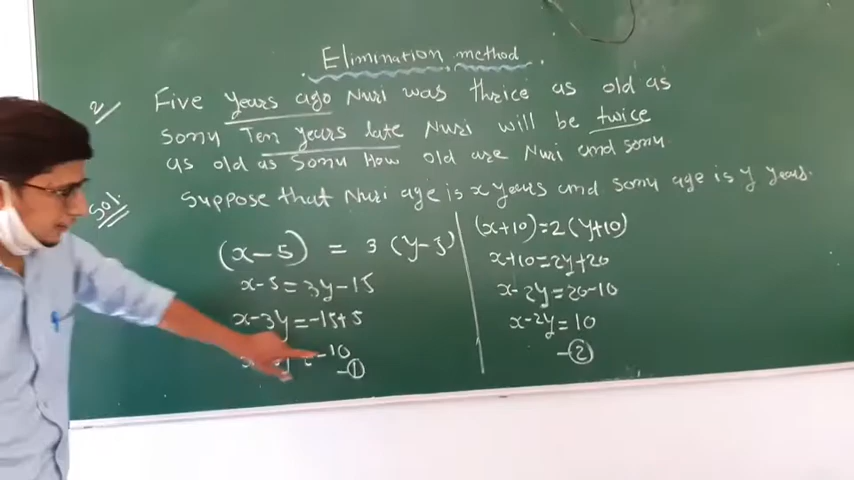 Elimination method
2/ Five years ago Nuri was thrice as old as
Sonu Ten years late Nuri will be twice
as old as Sonu How old are Nuri and Sonu
Sol. Suppose that Nuri age is x years and Sonu age is y years.
(x-5) = 3(y-5)
x-5=3y-15
x-3y=-15+5
-10
-①
(x+10)=2(y+10)
x+10=2y+20
x-2y=20-10
x-2y=10
-②